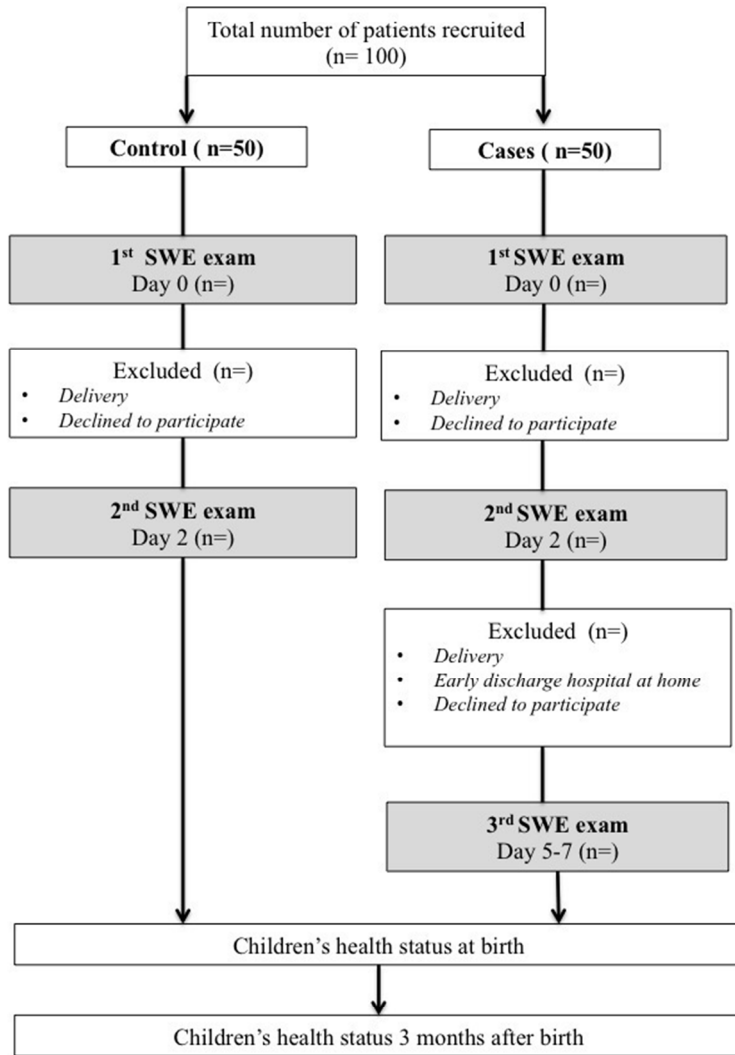 Total number of patients recruited
(n= 100)
Control ( n=50)
Cases ( n=50)
1st SWE exam
Day 0 (n=)
1st SWE exam
Day 0 (n=)
Excluded (n=)
• Delivery
• Declined to participate
Excluded (n=)
• Delivery
• Declined to participate
2nd SWE exam
Day 2 (n=)
2nd SWE exam
Day 2 (n=)
Excluded (n=)
• Delivery
• Early discharge hospital at home
• Declined to participate
3rd SWE exam
Day 5-7 (n=)
Children’s health status at birth
Children’s health status 3 months after birth